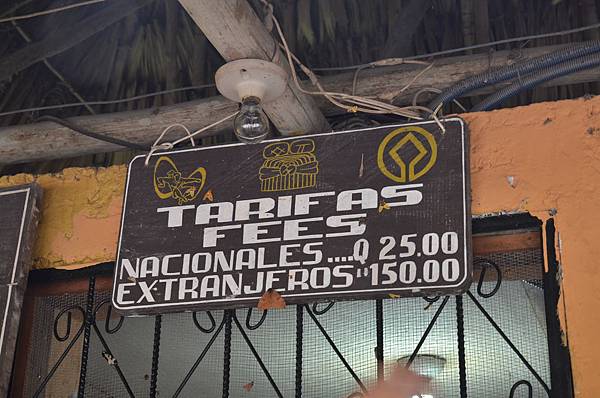 TARIFAS
FEES
NACIONALES....Q 25.00
EXTRANJEROS "150.00